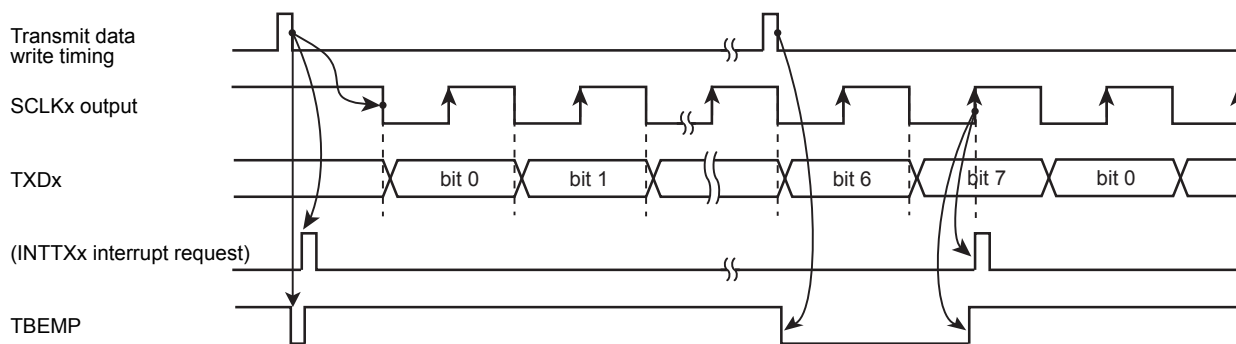 Transmit data
write timing
SCLKx output
TXDx
bit 0
bit 1
bit 6
bit 7
bit 0
(INTTXx interrupt request)
TBEMP